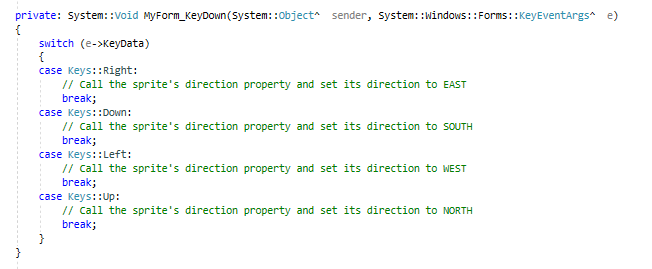 private: System::Void MyForm_KeyDown(System::Object^  sender, System::Windows::Forms::KeyEventArgs^  e)
{
    switch (e->KeyData)
    {
    case Keys::Right:
        // Call the sprite's direction property and set its direction to EAST
        break;
    case Keys::Down:
        // Call the sprite's direction property and set its direction to SOUTH
        break;
    case Keys::Left:
        // Call the sprite's direction property and set its direction to WEST
        break;
    case Keys::Up:
        // Call the sprite's direction property and set its direction to NORTH
        break;
    }
}